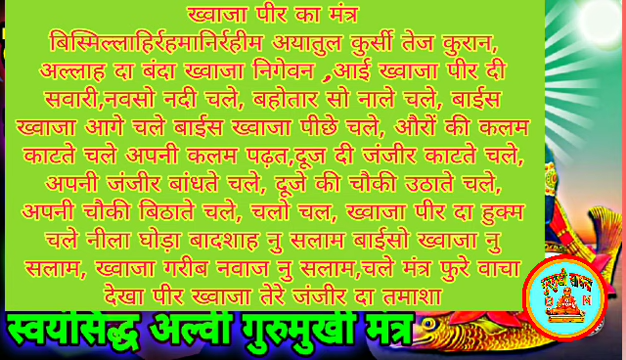 ख्वाजा पीर का मंत्र
बिस्मिल्लाहिर्रहमानिर्रहीम अयातुल कुर्सी तेज कुरान,
अल्लाह दा बंदा ख्वाजा निगेवन ,आई ख्वाजा पीर दी
सवारी,नवसो नदी चले, बहोतार सो नाले चले, बाईस
ख्वाजा आगे चले बाईस ख्वाजा पीछे चले, औरों की कलम
काटते चले अपनी कलम पढ़त,दूज दी जंजीर काटते चले,
अपनी जंजीर बांधते चले, दूजे की चौकी उठाते चले,
अपनी चौकी बिठाते चले, चलो चल, ख्वाजा पीर दा हुक्म
चले नीला घोड़ा बादशाह नु सलाम बाईसो ख्वाजा नु
सलाम, ख्वाजा गरीब नवाज नु सलाम,चले मंत्र फुरे वाचा
देखा पीर ख्वाजा तेरे जंजीर दा तमाशा
स्वयंसिद्ध अल्वी गुरुमुखी मंत्र